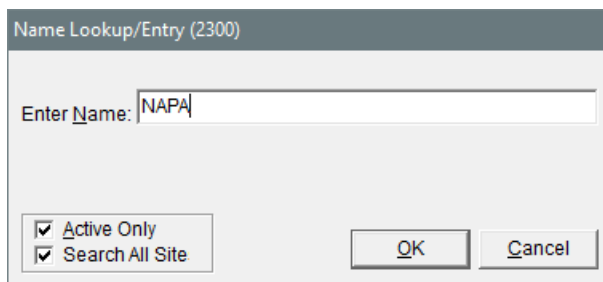 Name Lookup/Entry (2300)
Enter Name: NAPA
Active Only
Search All Site
OK Cancel